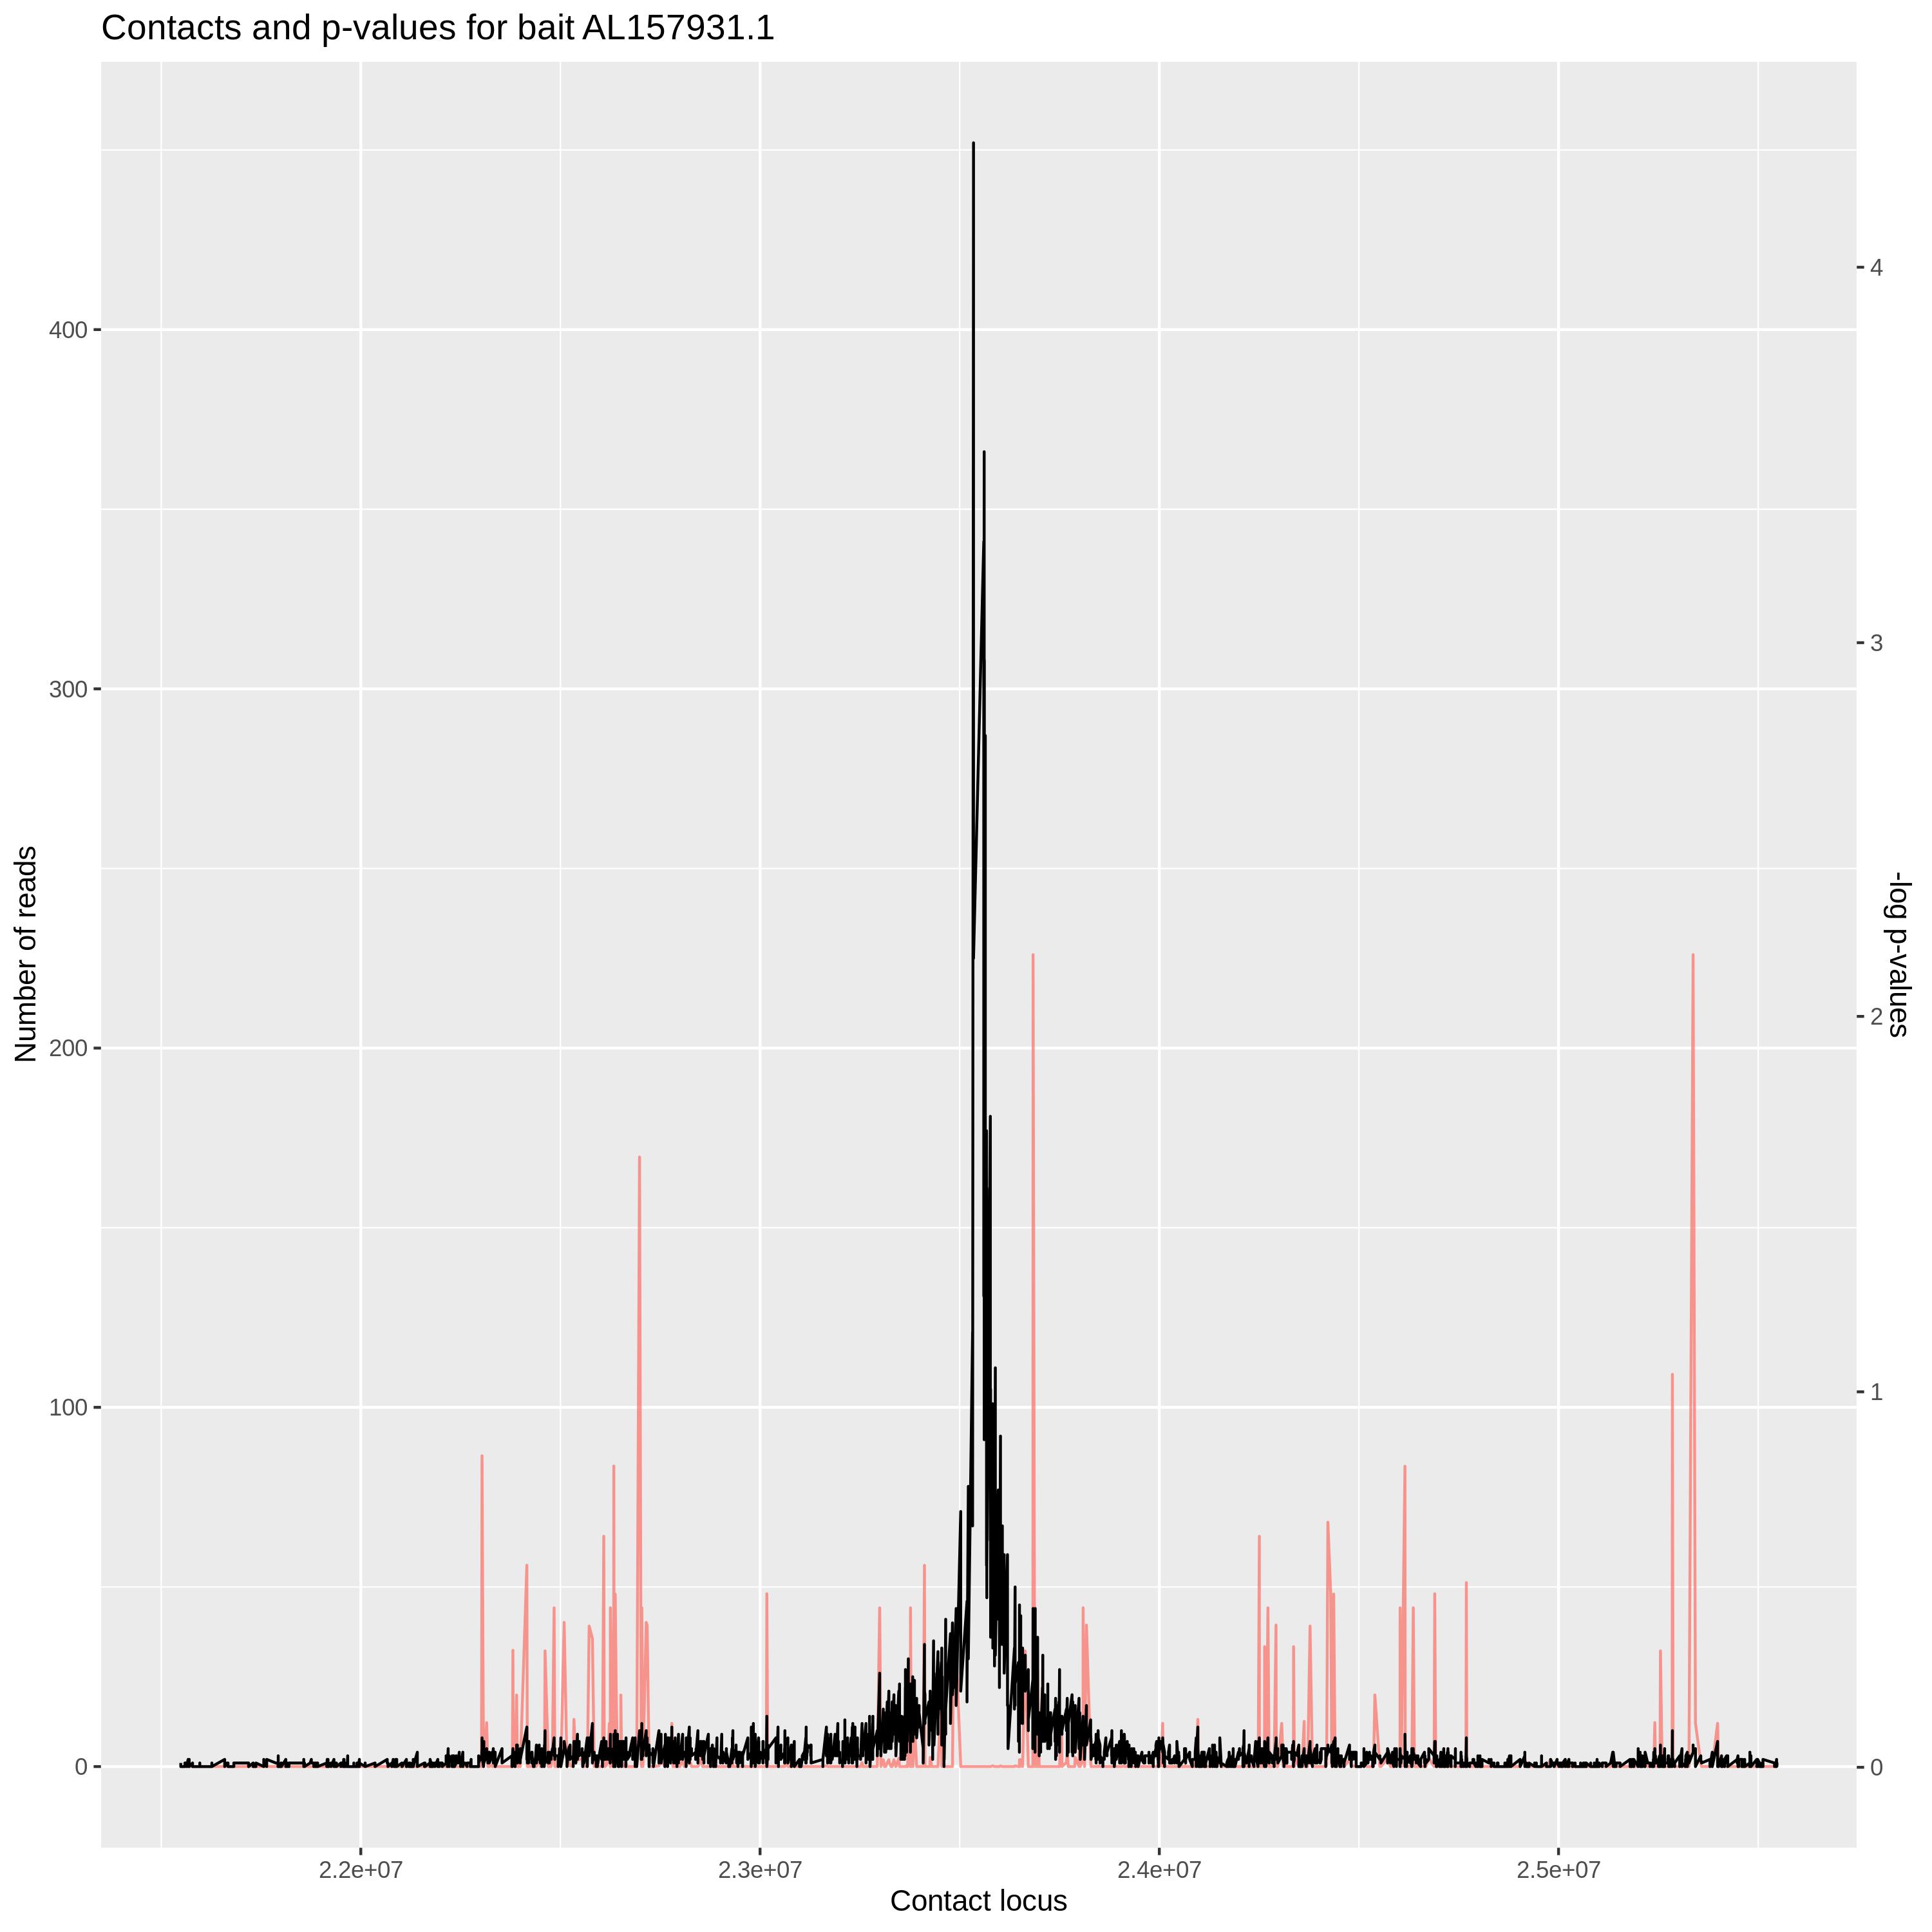 Contacts and p-values for bait AL157931.1
Number of reads
400
300
200
100
0
4
3
2
1
0
-log p-values
2.2e+07
2.3e+07
2.4e+07
2.5e+07
Contact locus